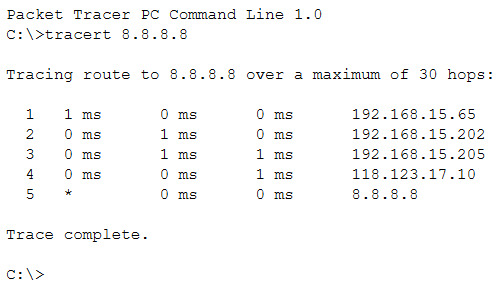 Packet Tracer PC Command Line 1.0
C:\>tracert 8.8.8.8
Tracing route to 8.8.8.8 over a maximum of 30 hops:
1 1 ms 0 ms 0 ms 192.168.15.65
2 0 ms 1 ms 0 ms 192.168.15.202
3 0 ms 1 ms 1 ms 192.168.15.205
4 0 ms 0 ms 1 ms 118.123.17.10
5 * 0 ms 0 ms 8.8.8.8
Trace complete.
C:\>